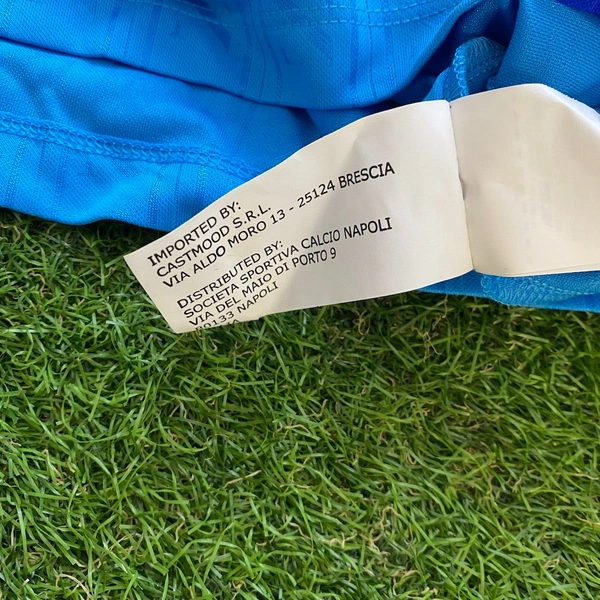 IMPORTED BY:
CASTMOOD S.R.L.
VIA ALDO MORO 13 - 25124 BRESCIA
DISTRIBUTED BY:
SOCIETA SPORTIVA CALCIO NAPOLI
VIA DEL MAIO DI PORTO 9
NAPOLI